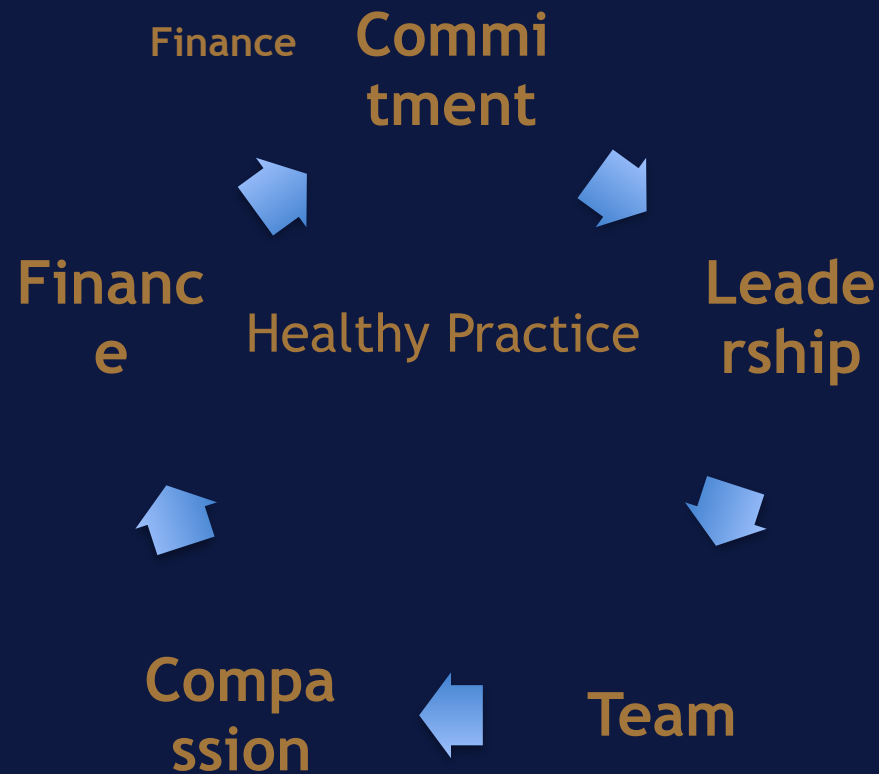 Finance
Commi
tment
Financ
e
Healthy Practice
Leade
rship
Compa
ssion
Team